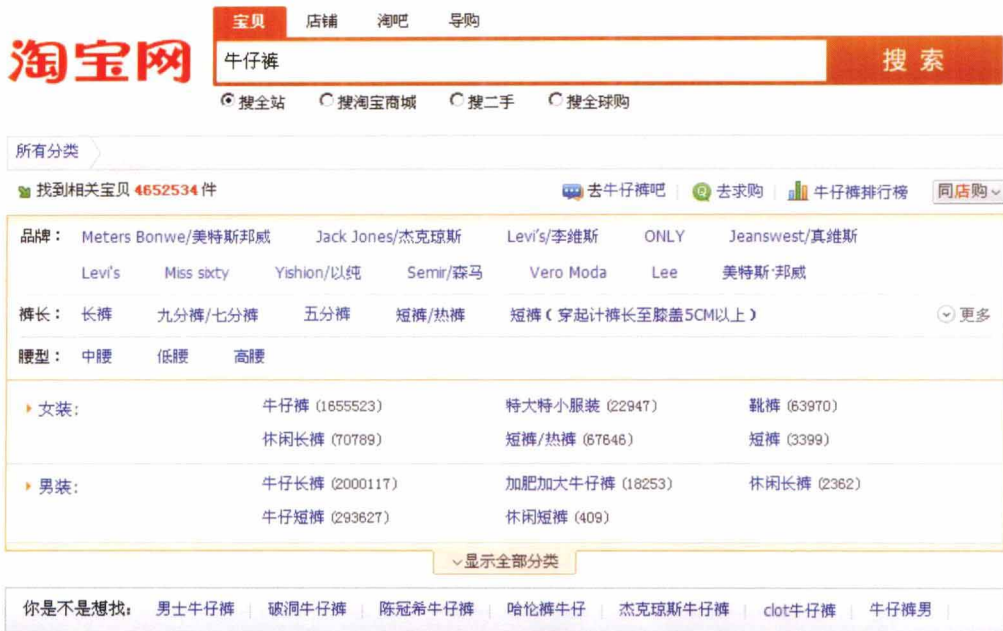 宝贝 店铺 淘吧 导购
淘宝网 牛仔裤 搜索
搜全站 搜淘宝商城 搜二手 搜全球购
所有分类
找到相关宝贝 4652534 件 去牛仔裤吧 去求购 牛仔裤排行榜 同店购
品牌： Meters Bonwe/美特斯邦威 Jack Jones/杰克琼斯 Levi's/李维斯 ONLY Jeanswest/真维斯
Levi's Miss sixty Yishion/以纯 Semir/森马 Vero Moda Lee 美特斯·邦威
裤长： 长裤 九分裤/七分裤 五分裤 短裤/热裤 短裤（穿起计裤长至膝盖5CM以上） 更多
腰型： 中腰 低腰 高腰
女装： 牛仔裤 (1655523) 特大特小服装 (22947) 靴裤 (63970)
休闲长裤 (70789) 短裤/热裤 (67646) 短裤 (3399)
男装： 牛仔长裤 (2000117) 加肥加大牛仔裤 (18253) 休闲长裤 (2362)
牛仔短裤 (293627) 休闲短裤 (409)
显示全部分类
你是不是想找： 男士牛仔裤 破洞牛仔裤 陈冠希牛仔裤 哈伦裤牛仔 杰克琼斯牛仔裤 clot牛仔裤 牛仔裤男